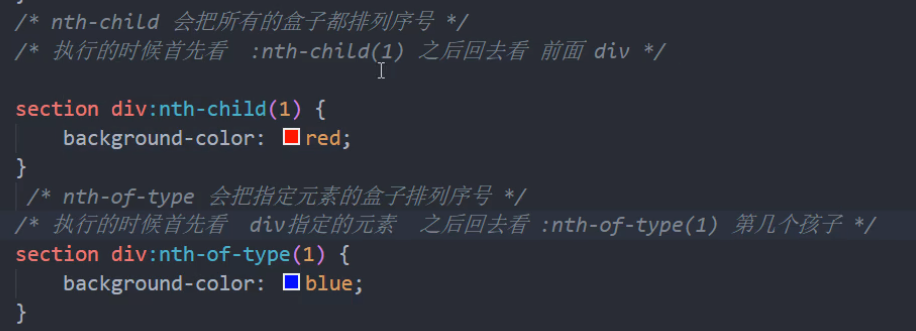 /* nth-child 会把所有的盒子都排列序号 */
/* 执行的时候首先看  :nth-child(1) 之后回去看 前面 div */
section div:nth-child(1) {
    background-color: red;
}
/* nth-of-type 会把指定元素的盒子排列序号 */
/* 执行的时候首先看  div指定的元素  之后回去看 :nth-of-type(1) 第几个孩子 */
section div:nth-of-type(1) {
    background-color: blue;
}